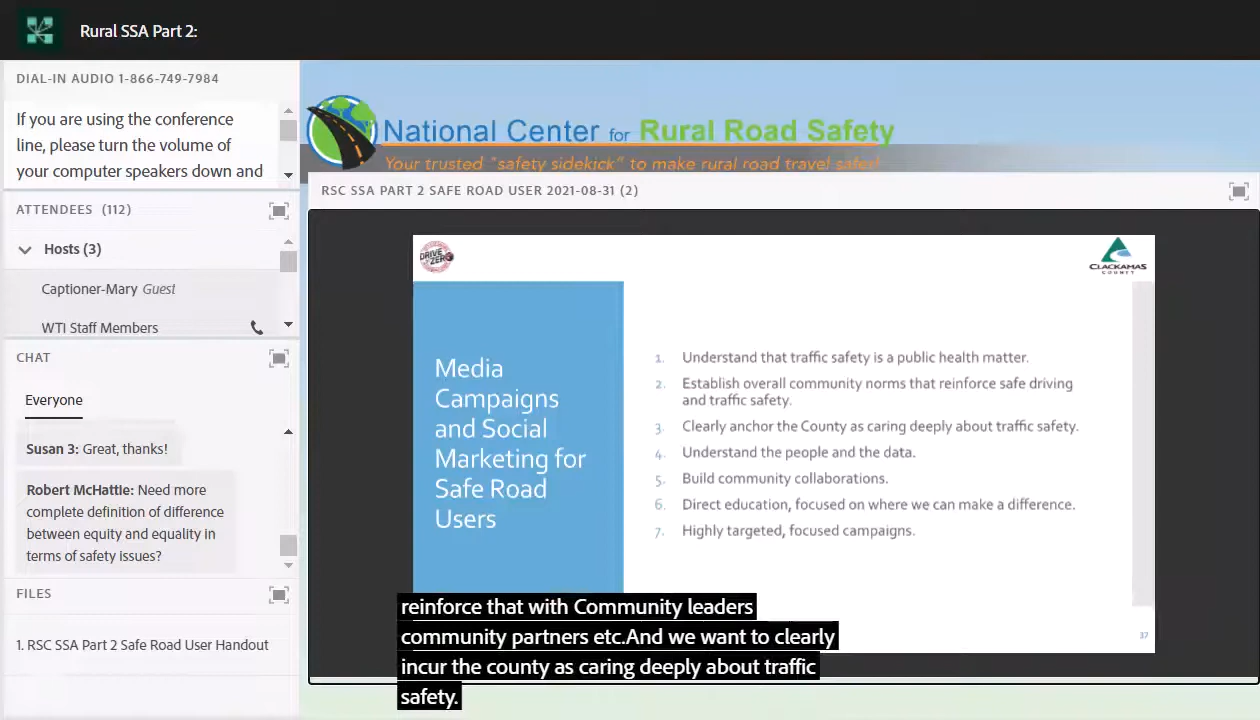 Rural SSA Part 2:
DIAL-IN AUDIO 1-866-749-7984
If you are using the conference
line, please turn the volume of
your computer speakers down and
ATTENDEES (112)
Hosts (3)
Captioner-Mary Guest
WTI Staff Members
CHAT
Everyone
Susan 3: Great, thanks!
Robert McHattie: Need more
complete definition of difference
between equity and equality in
terms of safety issues?
FILES
1. RSC SSA Part 2 Safe Road User Handout
National Center for Rural Road Safety
Your trusted "safety sidekick" to make rural road travel safer!
RSC SSA PART 2 SAFE ROAD USER 2021-08-31 (2)
DRIVE TO ZERO
CLACKAMAS
COUNTY
Media
Campaigns
and Social
Marketing for
Safe Road
Users
1. Understand that traffic safety is a public health matter.
2. Establish overall community norms that reinforce safe driving
and traffic safety.
3. Clearly anchor the County as caring deeply about traffic safety.
4. Understand the people and the data.
5. Build community collaborations.
6. Direct education, focused on where we can make a difference.
7. Highly targeted, focused campaigns.
37
reinforce that with Community leaders
community partners etc.And we want to clearly
incur the county as caring deeply about traffic
safety.